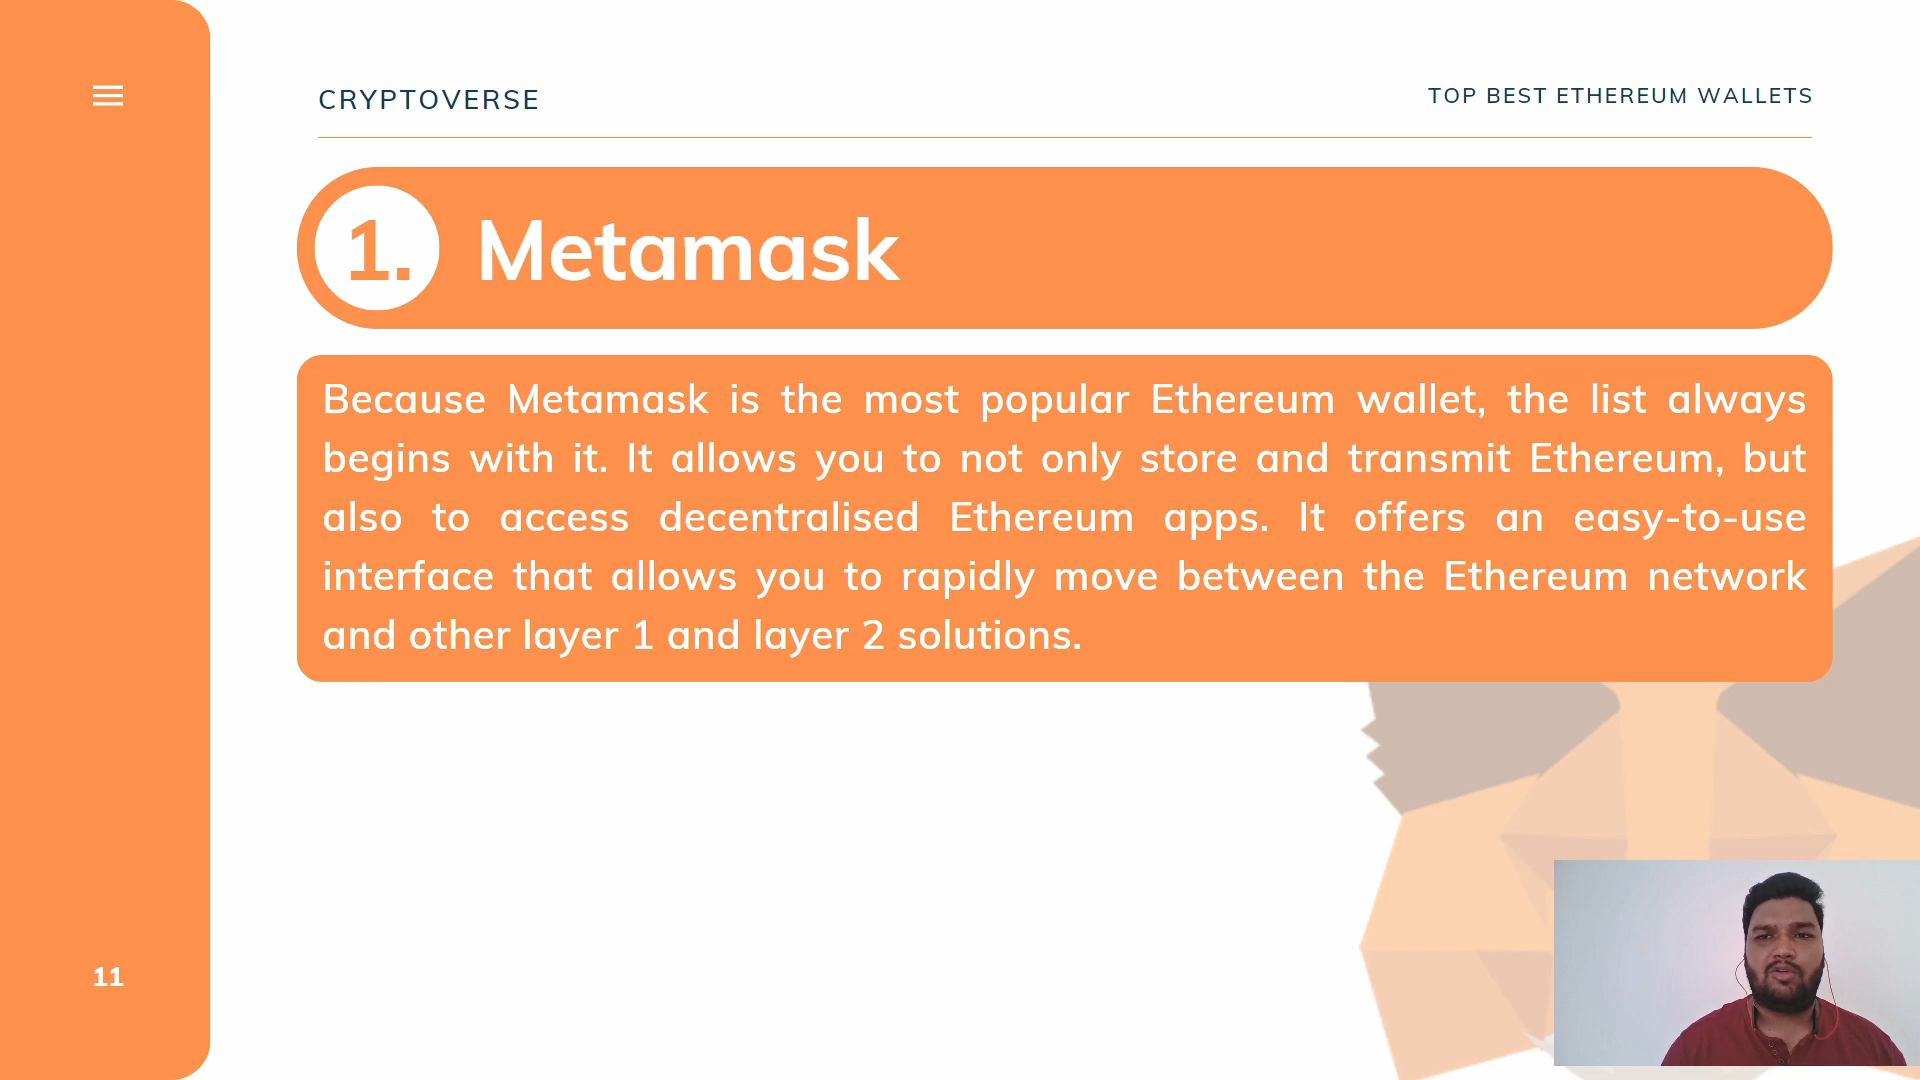 CRYPTOVERSE
TOP BEST ETHEREUM WALLETS
1. Metamask
Because Metamask is the most popular Ethereum wallet, the list always
begins with it. It allows you to not only store and transmit Ethereum, but
also to access decentralised Ethereum apps. It offers an easy-to-use
interface that allows you to rapidly move between the Ethereum network
and other layer 1 and layer 2 solutions.
11